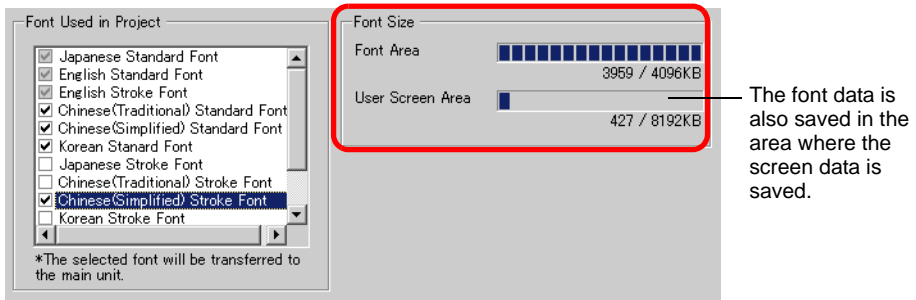 Font Used in Project
Japanese Standard Font
English Standard Font
English Stroke Font
Chinese(Traditional) Standard Font
Chinese(Simplified) Standard Font
Korean Stanard Font
Japanese Stroke Font
Chinese(Traditional) Stroke Font
Chinese(Simplified) Stroke Font
Korean Stroke Font
*The selected font will be transferred to
the main unit.
Font Size
Font Area
3959 / 4096KB
User Screen Area
427 / 8192KB
The font data is
also saved in the
area where the
screen data is
saved.